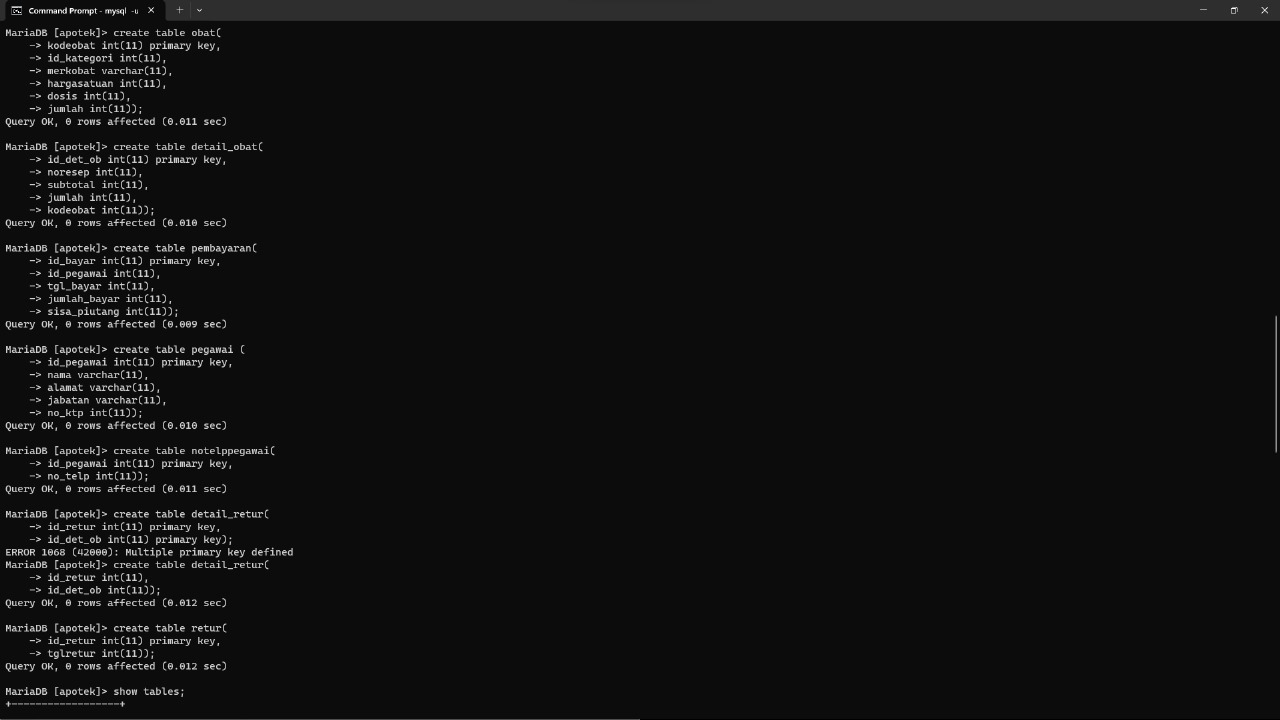 Command Prompt - mysql -u
MariaDB [apotek]> create table obat(
-> kodeobat int(11) primary key,
-> id_kategori int(11),
-> merkobat varchar(11),
-> hargasatuan int(11),
-> dosis int(11),
-> jumlah int(11));
Query OK, 0 rows affected (0.011 sec)
MariaDB [apotek]> create table detail_obat(
-> id_det_ob int(11) primary key,
-> noresep int(11),
-> subtotal int(11),
-> jumlah int(11),
-> kodeobat int(11));
Query OK, 0 rows affected (0.010 sec)
MariaDB [apotek]> create table pembayaran(
-> id_bayar int(11) primary key,
-> id_pegawai int(11),
-> tgl_bayar int(11),
-> jumlah_bayar int(11),
-> sisa_piutang int(11));
Query OK, 0 rows affected (0.009 sec)
MariaDB [apotek]> create table pegawai (
-> id_pegawai int(11) primary key,
-> nama varchar(11),
-> alamat varchar(11),
-> jabatan varchar(11),
-> no_ktp int(11));
Query OK, 0 rows affected (0.010 sec)
MariaDB [apotek]> create table notelppegawai(
-> id_pegawai int(11) primary key,
-> no_telp int(11));
Query OK, 0 rows affected (0.011 sec)
MariaDB [apotek]> create table detail_retur(
-> id_retur int(11) primary key,
-> id_det_ob int(11) primary key);
ERROR 1068 (42000): Multiple primary key defined
MariaDB [apotek]> create table detail_retur(
-> id_retur int(11),
-> id_det_ob int(11));
Query OK, 0 rows affected (0.012 sec)
MariaDB [apotek]> create table retur(
-> id_retur int(11) primary key,
-> tglretur int(11));
Query OK, 0 rows affected (0.012 sec)
MariaDB [apotek]> show tables;
+------------------+